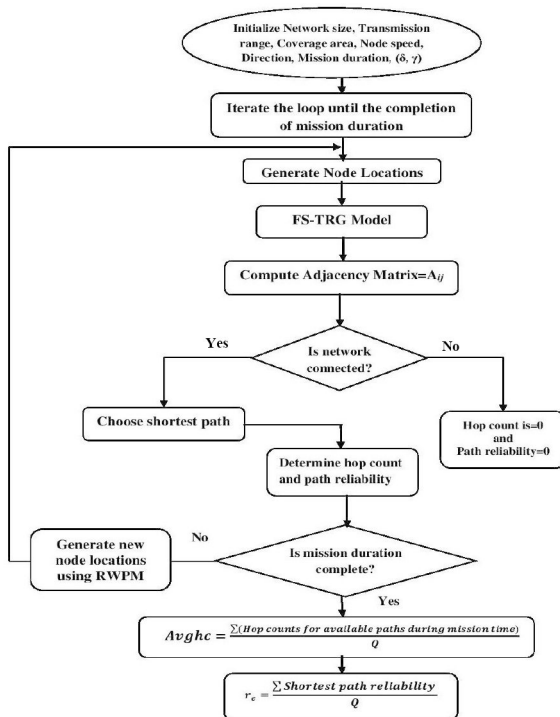 Initialize Network size, Transmission
range, Coverage area, Node speed,
Direction, Mission duration, (δ, γ)
Iterate the loop until the completion
of mission duration
Generate Node Locations
FS-TRG Model
Compute Adjacency Matrix=Aij
Yes
Is network
connected?
No
Choose shortest path
Hop count is=0
and
Path reliability=0
Determine hop count
and path reliability
Generate new
node locations
using RWPM
No
Is mission duration
complete?
Yes
Avghc = ∑(Hop counts for available paths during mission time) / Q
r_c = ∑ Shortest path reliability / Q